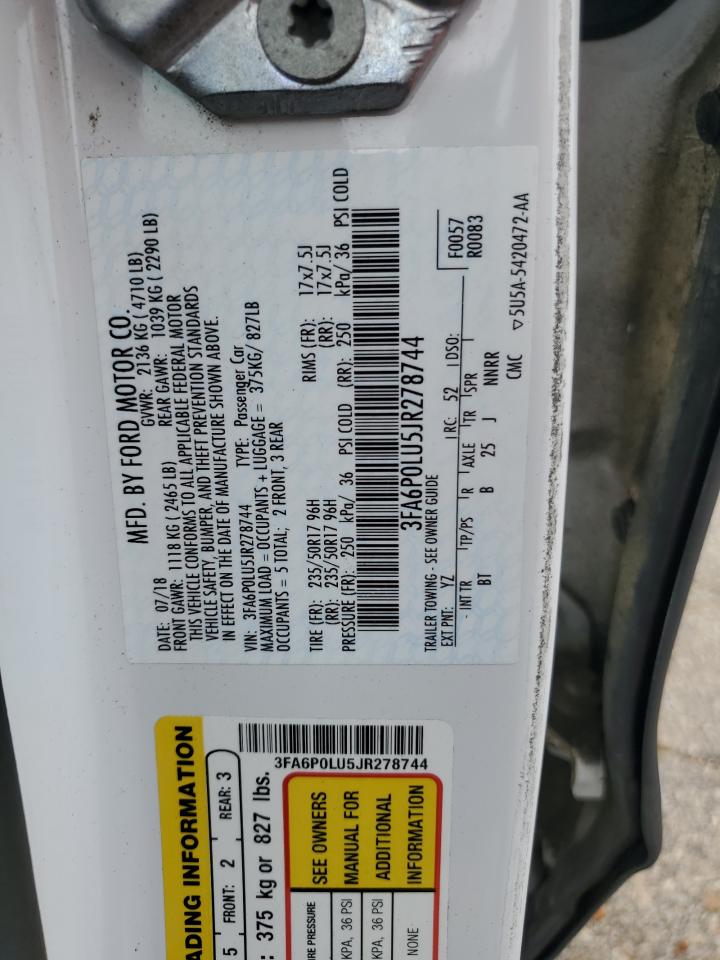 MFD. BY FORD MOTOR CO.
DATE: 07/18 GVWR: 2136 KG ( 4710 LB)
FRONT GAWR: 1118 KG ( 2465 LB) REAR GAWR: 1039 KG ( 2290 LB)
THIS VEHICLE CONFORMS TO ALL APPLICABLE FEDERAL MOTOR
VEHICLE SAFETY, BUMPER, AND THEFT PREVENTION STANDARDS
IN EFFECT ON THE DATE OF MANUFACTURE SHOWN ABOVE.
VIN: 3FA6P0LU5JR278744 TYPE: Passenger Car
MAXIMUM LOAD = OCCUPANTS + LUGGAGE = 375KG/ 827LB
OCCUPANTS = 5 TOTAL; 2 FRONT, 3 REAR
TIRE (FR): 235/50R17 96H RIMS (FR): 17x7.5J
(RR): 235/50R17 96H (RR): 17x7.5J
PRESSURE (FR): 250 kPa/ 36 PSI COLD (RR): 250 kPa/ 36 PSI COLD
3FA6P0LU5JR278744
TRAILER TOWING - SEE OWNER GUIDE
F0057
R0083
EXT PNT: YZ RC: 52 DSO:
INT TR TP/PS R AXLE TR SPR
BT B 25 J NNRR
CMC
▽5U5A-5420472-AA
ADING INFORMATION
5 FRONT: 2 REAR: 3
: 375 kg or 827 lbs.
3FA6P0LU5JR278744
RE PRESSURE
KPA, 36 PSI
KPA, 36 PSI
NONE
SEE OWNERS
MANUAL FOR
ADDITIONAL
INFORMATION